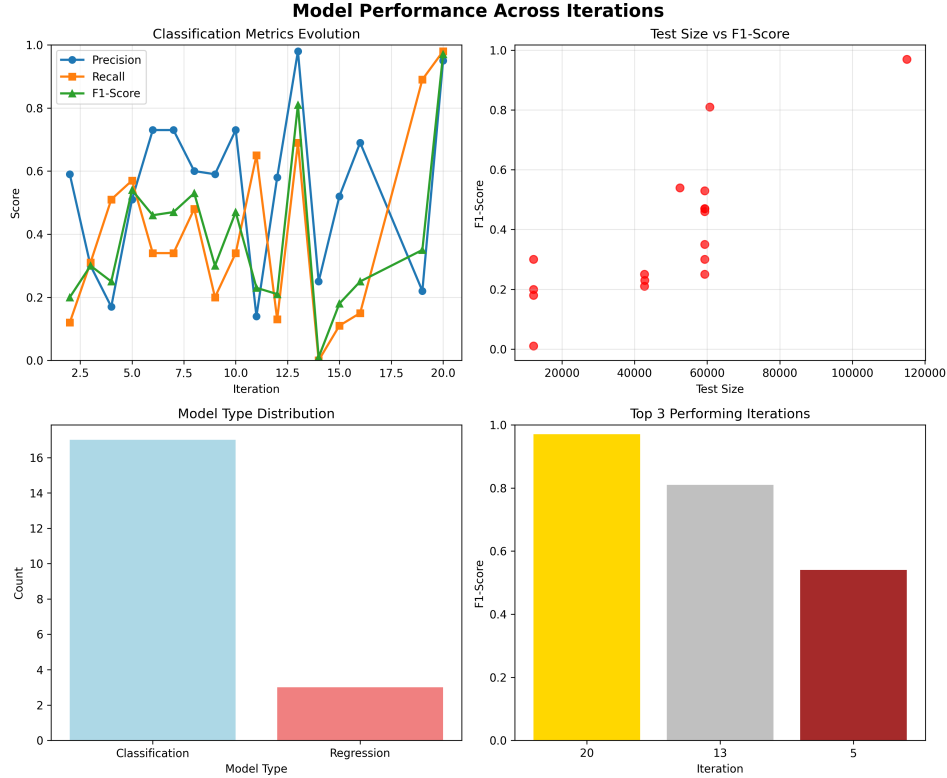 Model Performance Across Iterations
Classification Metrics Evolution
Precision
Recall
F1-Score
Score
1.0
0.8
0.6
0.4
0.2
0.0
2.5 5.0 7.5 10.0 12.5 15.0 17.5 20.0
Iteration
Test Size vs F1-Score
F1-Score
1.0
0.8
0.6
0.4
0.2
0.0
20000 40000 60000 80000 100000 120000
Test Size
Model Type Distribution
Count
16
14
12
10
8
6
4
2
0
Classification Regression
Model Type
Top 3 Performing Iterations
F1-Score
1.0
0.8
0.6
0.4
0.2
0.0
20 13 5
Iteration